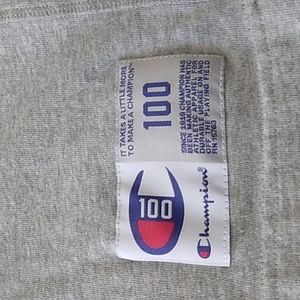 IT TAKES A LITTLE MORE
TO MAKE A CHAMPION.®
100
SINCE 1919 CHAMPION HAS
BEEN MAKING AUTHENTIC
ATHLETIC APPAREL FOR
DURABLE USAGE ON AND
OFF THE PLAYING FIELD
RN 15763
100
Champion